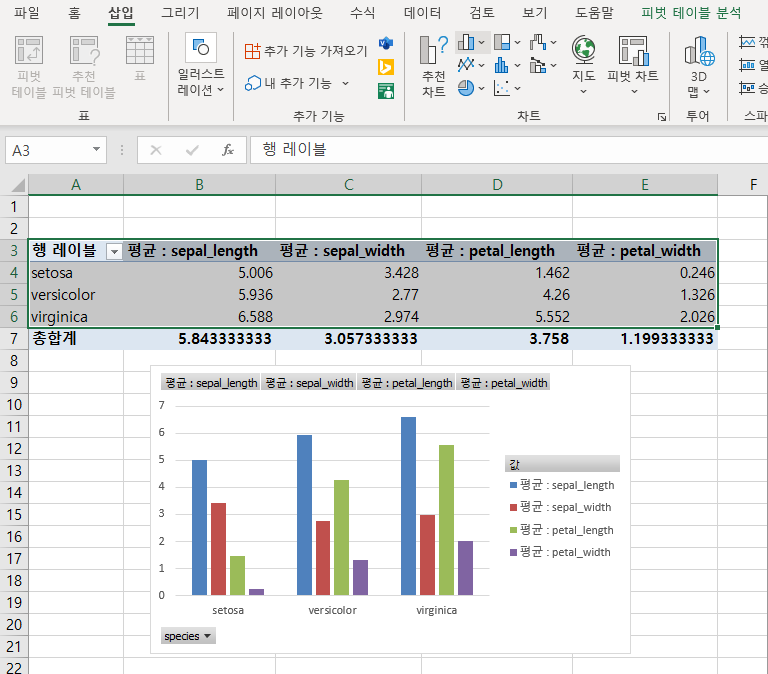 파일 홈 삽입 그리기 페이지 레이아웃 수식 데이터 검토 보기 도움말 피벗 테이블 분석
피벗 테이블
추천 피벗 테이블
표
일러스트레이션
추가 기능 가져오기
내 추가 기능
추천 차트
지도
피벗 차트
3D 맵
꺾
열
승
표 추가 기능 차트 투어 스파
A3 fx 행 레이블
A B C D E F
1
2
3 행 레이블 평균 : sepal_length 평균 : sepal_width 평균 : petal_length 평균 : petal_width
4 setosa 5.006 3.428 1.462 0.246
5 versicolor 5.936 2.77 4.26 1.326
6 virginica 6.588 2.974 5.552 2.026
7 총합계 5.843333333 3.057333333 3.758 1.199333333
8
9
10
11
12
13
14
15
16
17
18
19
20
21
22
평균 : sepal_length 평균 : sepal_width 평균 : petal_length 평균 : petal_width
7
6
5
4
3
2
1
0
setosa versicolor virginica
값
평균 : sepal_length
평균 : sepal_width
평균 : petal_length
평균 : petal_width
species